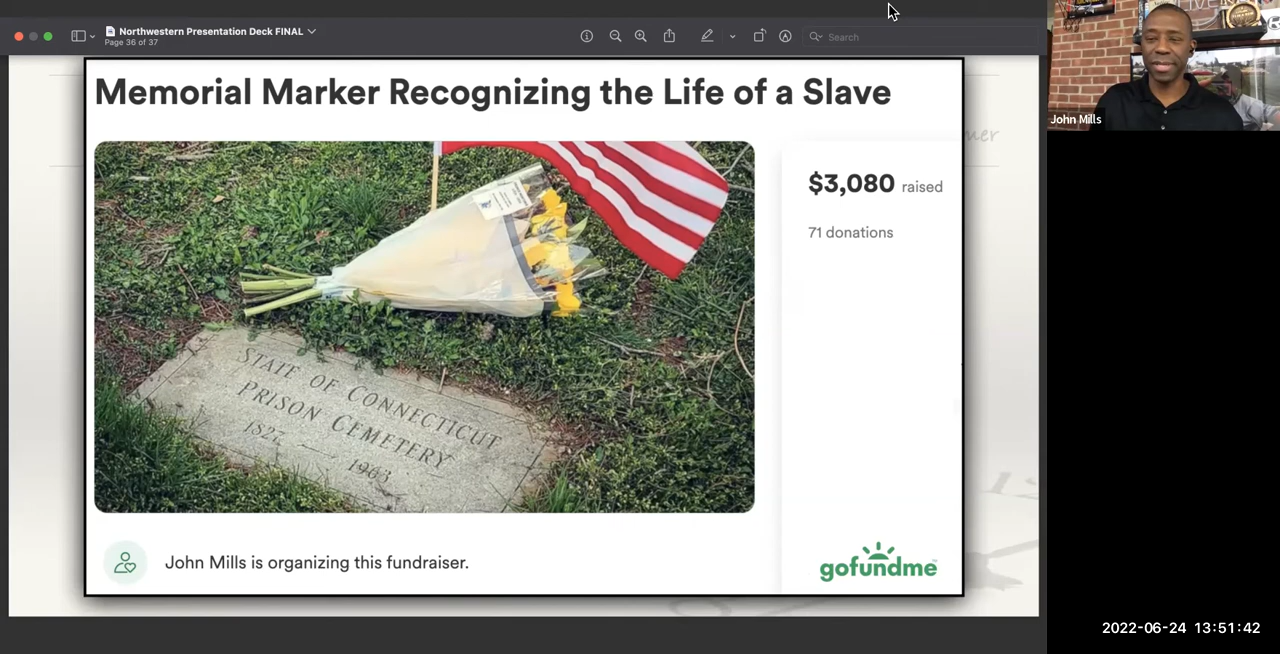 Northwestern Presentation Deck FINAL
Page 36 of 37
Search
Memorial Marker Recognizing the Life of a Slave
mer
$3,080 raised
71 donations
STATE OF CONNECTICUT
PRISON CEMETERY
1827 — 1963
John Mills is organizing this fundraiser.
gofundme
John Mills
2022-06-24 13:51:42